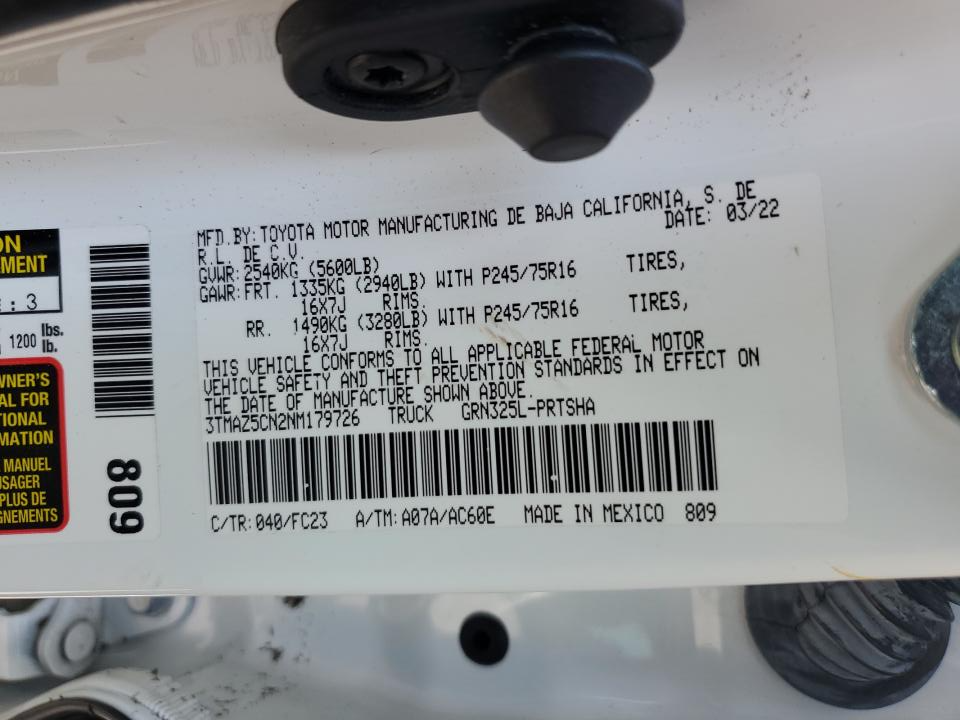 MFD.BY:TOYOTA MOTOR MANUFACTURING DE BAJA CALIFORNIA, S. DE
R.L. DE C.V. DATE: 03/22
GVWR:2540KG (5600LB)
GAWR:FRT. 1335KG (2940LB) WITH P245/75R16 TIRES,
16X7J RIMS.
RR. 1490KG (3280LB) WITH P245/75R16 TIRES,
16X7J RIMS.
THIS VEHICLE CONFORMS TO ALL APPLICABLE FEDERAL MOTOR
VEHICLE SAFETY AND THEFT PREVENTION STANDARDS IN EFFECT ON
THE DATE OF MANUFACTURE SHOWN ABOVE.
3TMAZ5CN2NM179726 TRUCK GRN325L-PRTSHA
C/TR:040/FC23 A/TM:A07A/AC60E MADE IN MEXICO 809
ON
EMENT
: 3
1200 lbs.
lb.
WNER'S
AL FOR
TIONAL
MATION
MANUEL
USAGER
PLUS DE
GNEMENTS
809